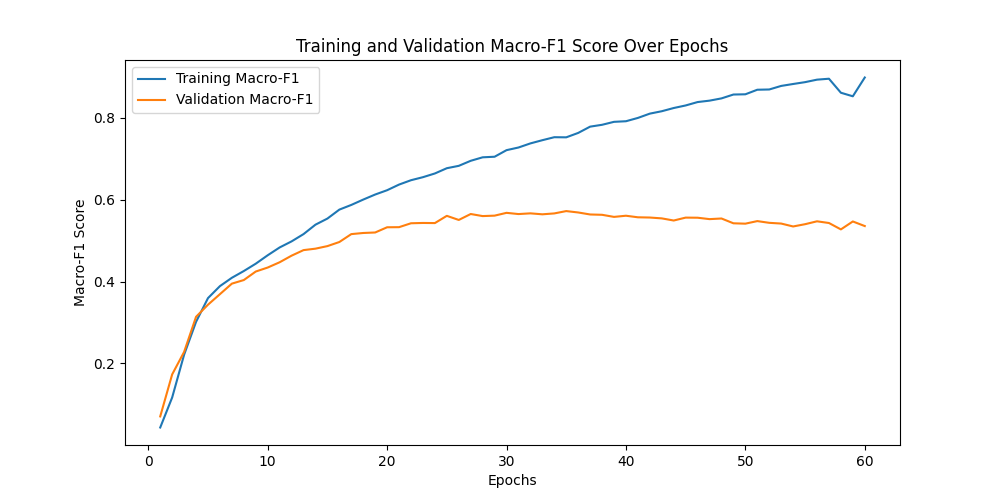 Training and Validation Macro-F1 Score Over Epochs
Training Macro-F1
Validation Macro-F1
Macro-F1 Score
0.8
0.6
0.4
0.2
0 10 20 30 40 50 60
Epochs